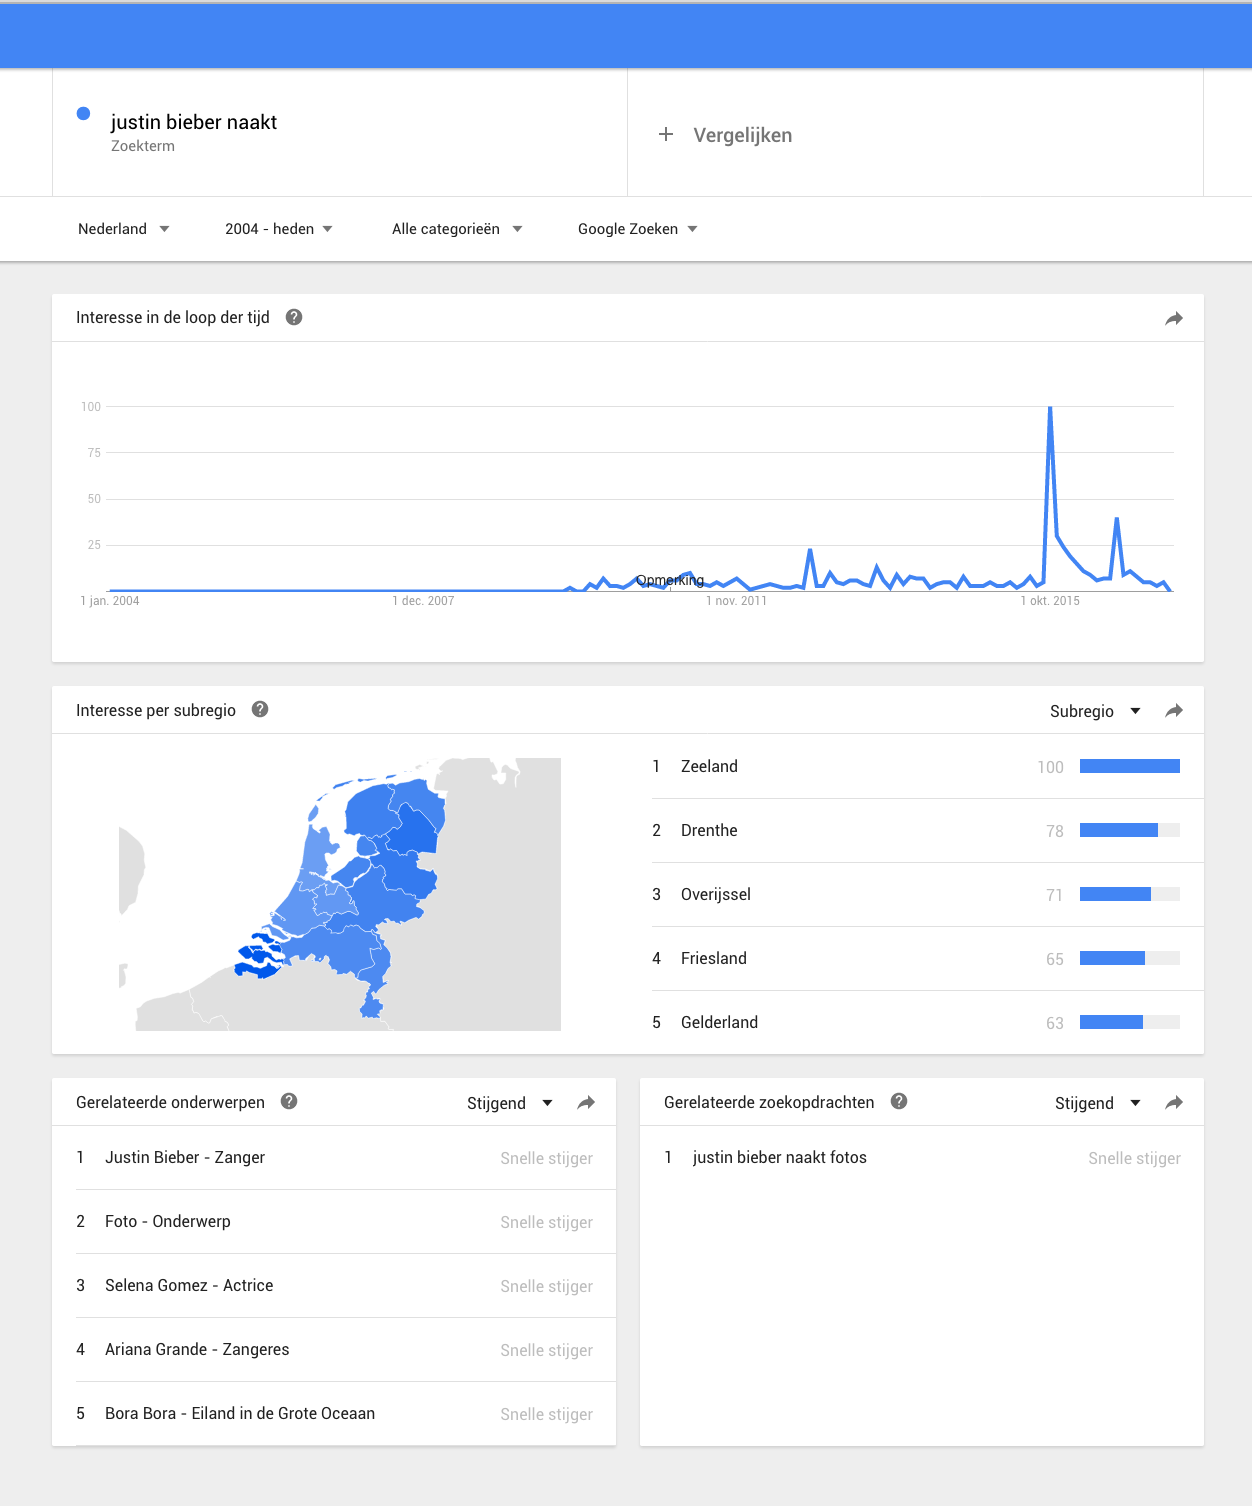 justin bieber naakt
Zoekterm
Vergelijken
Nederland
2004 - heden
Alle categorieën
Google Zoeken
Interesse in de loop der tijd
100
75
50
25
Opmerking
1 jan. 2004
1 dec. 2007
1 nov. 2011
1 okt. 2015
Interesse per subregio
Subregio
1 Zeeland 100
2 Drenthe 78
3 Overijssel 71
4 Friesland 65
5 Gelderland 63
Gerelateerde onderwerpen
Stijgend
1 Justin Bieber - Zanger Snelle stijger
2 Foto - Onderwerp Snelle stijger
3 Selena Gomez - Actrice Snelle stijger
4 Ariana Grande - Zangeres Snelle stijger
5 Bora Bora - Eiland in de Grote Oceaan Snelle stijger
Gerelateerde zoekopdrachten
Stijgend
1 justin bieber naakt fotos Snelle stijger